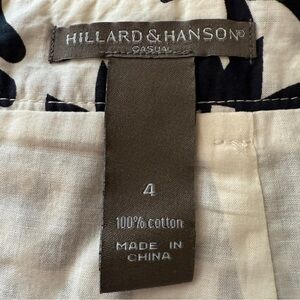 HILLARD & HANSON®
CASUAL
4
100% cotton
MADE IN
CHINA